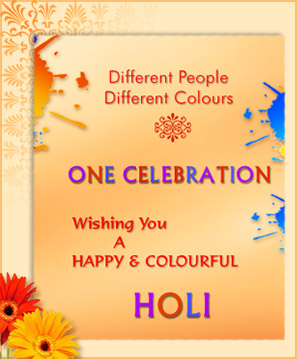 Different People
Different Colours
ONE CELEBRATION
Wishing You
A
HAPPY & COLOURFUL
HOLI